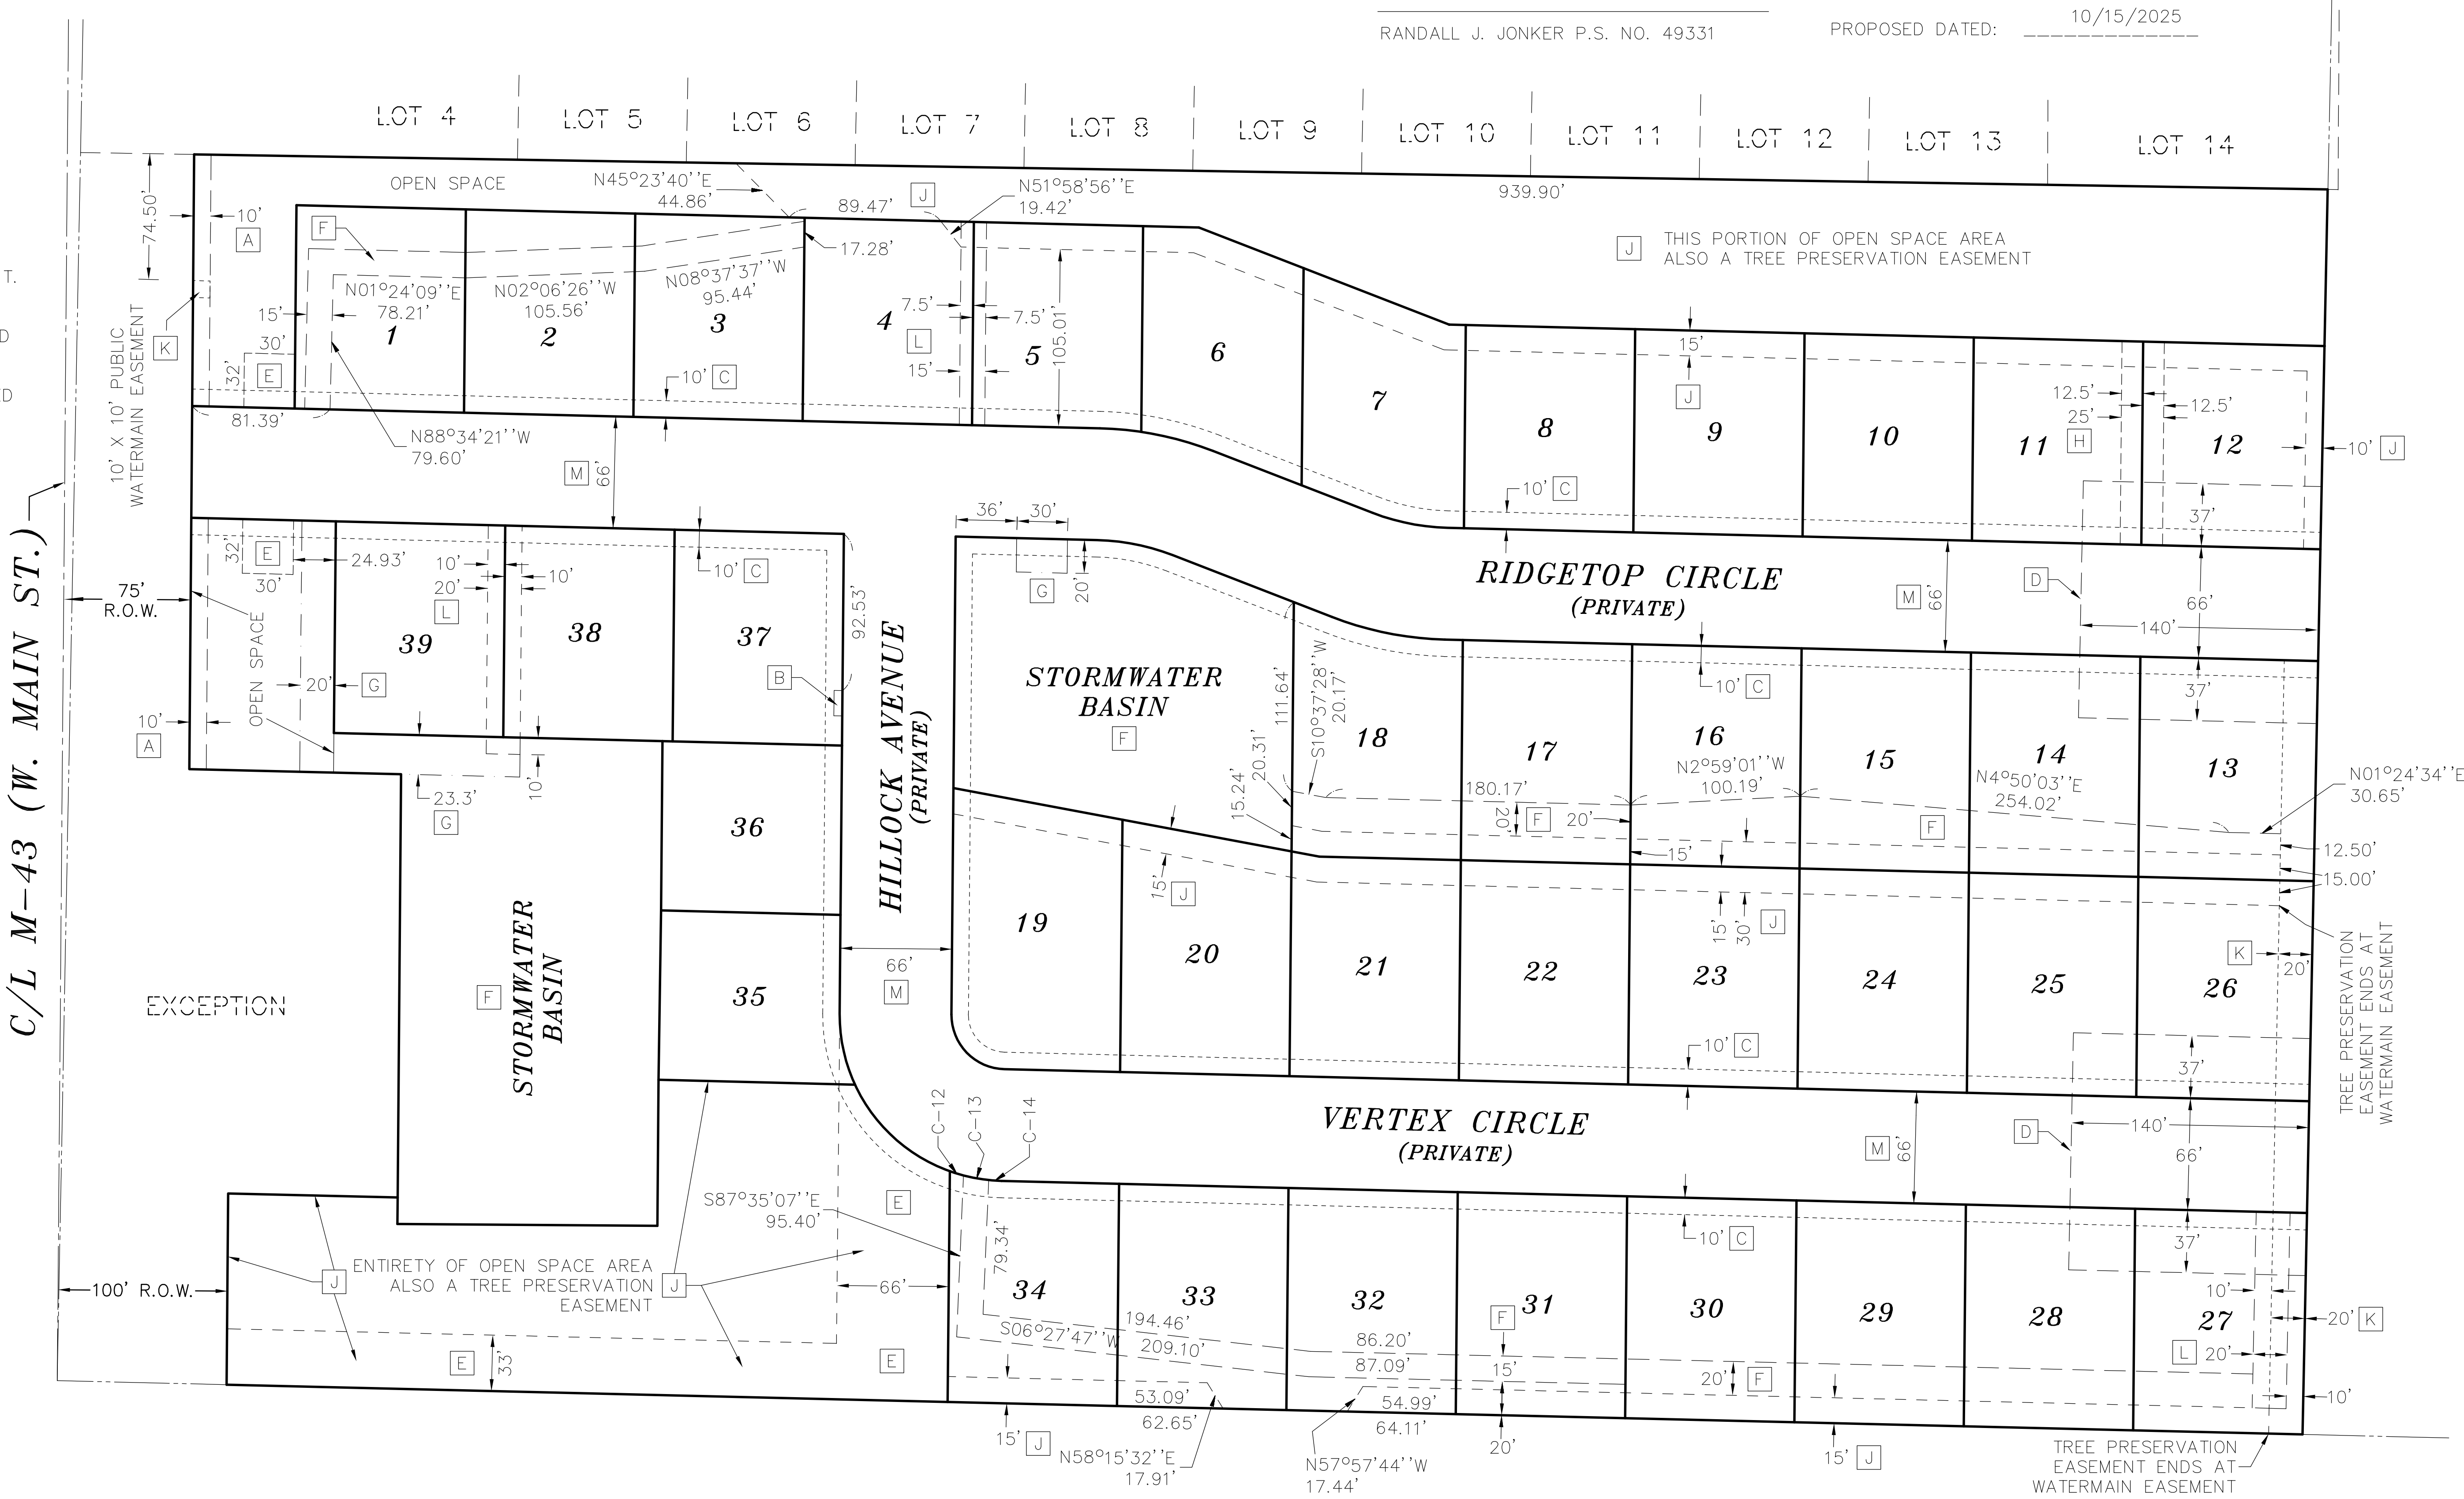 10/15/2025
RANDALL J. JONKER P.S. NO. 49331
PROPOSED DATED:
LOT 4
LOT 5
LOT 6
LOT 7
LOT 8
LOT 9
LOT 10
LOT 11
LOT 12
LOT 13
LOT 14
74.50'
OPEN SPACE
N45°23'40''E
44.86'
89.47'
J
N51°58'56''E
19.42'
939.90'
10'
A
F
17.28'
J
THIS PORTION OF OPEN SPACE AREA
ALSO A TREE PRESERVATION EASEMENT
T.
D
ED
10' X 10' PUBLIC
WATERMAIN EASEMENT
K
15'
N01°24'09''E
78.21'
N02°06'26''W
105.56'
N08°37'37''W
95.44'
30'
32'
E
1
2
3
4
7.5'
7.5'
L
15'
5
105.01'
6
7
8
15'
J
9
10
11
12.5'
12.5'
25'
H
12
10' J
10' C
81.39'
N88°34'21''W
79.60'
M
66'
10' C
37'
36'
30'
32'
E
30'
24.93'
10'
10'
20'
L
10' C
92.53'
G
20'
RIDGETOP CIRCLE
(PRIVATE)
M
66'
D
66'
140'
75'
R.O.W.
C/L M-43 (W. MAIN ST.)
OPEN SPACE
39
38
37
B
20'
G
10'
A
HILLOCK AVENUE
(PRIVATE)
STORMWATER
BASIN
F
111.64'
20.31'
15.24'
S10°37'28''W
20.17'
18
17
10' C
16
15
14
13
37'
180.17'
N2°59'01''W
100.19'
N4°50'03''E
254.02'
N01°24'34''E
30.65'
20'
F
20'
F
15'
12.50'
15.00'
23.3'
G
10'
36
15'
J
19
20
21
22
15'
30'
J
23
24
25
K
20'
26
TREE PRESERVATION
EASEMENT ENDS AT
WATERMAIN EASEMENT
EXCEPTION
F
STORMWATER
BASIN
35
66'
M
10' C
37'
C-12
C-13
C-14
VERTEX CIRCLE
(PRIVATE)
M
66'
D
140'
66'
S87°35'07''E
95.40'
E
79.34'
10' C
37'
100' R.O.W.
J
ENTIRETY OF OPEN SPACE AREA
ALSO A TREE PRESERVATION
EASEMENT
J
66'
34
33
32
F
31
30
29
28
10'
27
20' K
S06°27'47''W
194.46'
209.10'
86.20'
87.09'
15'
20'
F
L
20'
E
33'
E
53.09'
62.65'
54.99'
64.11'
10'
15' J
N58°15'32''E
17.91'
N57°57'44''W
17.44'
20'
15' J
TREE PRESERVATION
EASEMENT ENDS AT
WATERMAIN EASEMENT